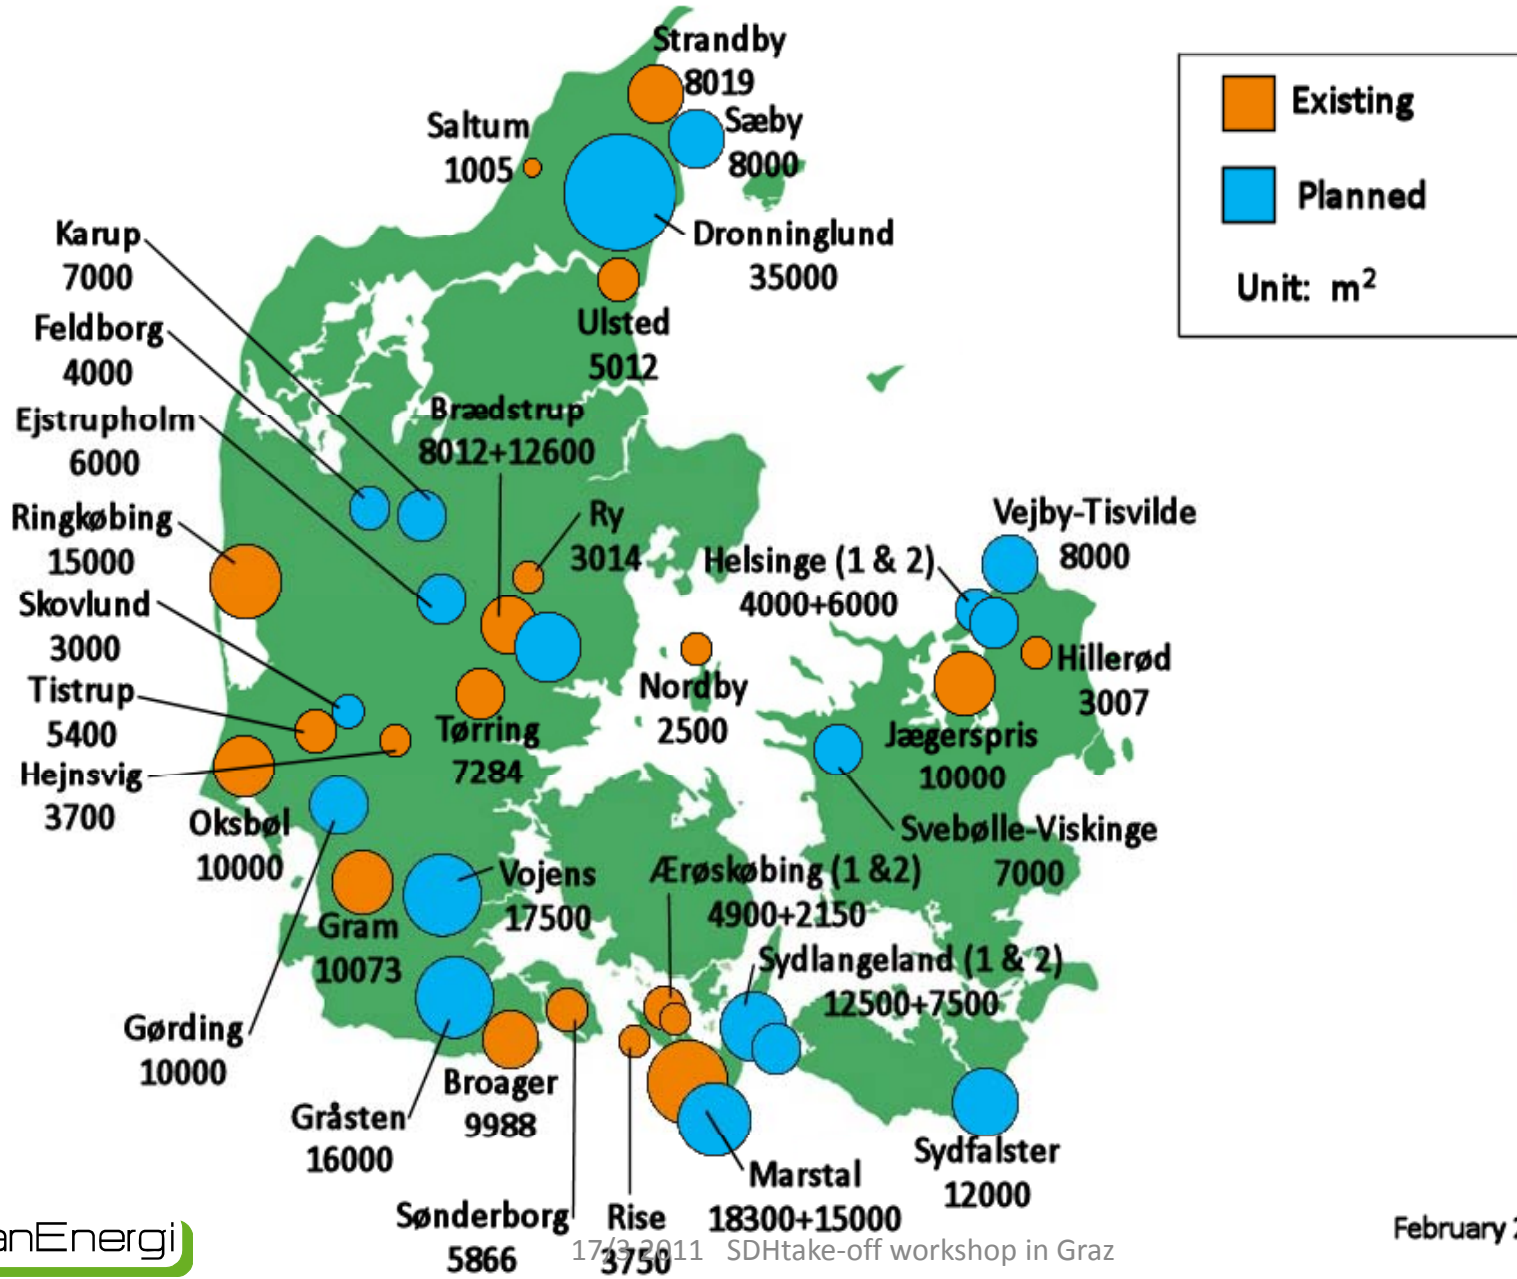 Strandby
8019
Saltum
1005
Sæby
8000
Existing
Planned
Unit: m²
Karup
7000
Dronninglund
35000
Feldborg
4000
Ulsted
5012
Ejstrupholm
6000
Brædstrup
8012+12600
Ringkøbing
15000
Ry
3014
Vejby-Tisvilde
8000
Helsinge (1 & 2)
4000+6000
Skovlund
3000
Hillerød
3007
Nordby
2500
Tistrup
5400
Tørring
7284
Jægerspris
10000
Hejnsvig
3700
Oksbøl
10000
Svebølle-Viskinge
7000
Vojens
17500
Ærøskøbing (1 &2)
4900+2150
Gram
10073
Sydlangeland (1 & 2)
12500+7500
Gørding
10000
Broager
9988
Gråsten
16000
Sydfalster
12000
Marstal
18300+15000
Sønderborg
5866
Rise
3750
anEnergi
17/3 2011 SDHtake-off workshop in Graz
February